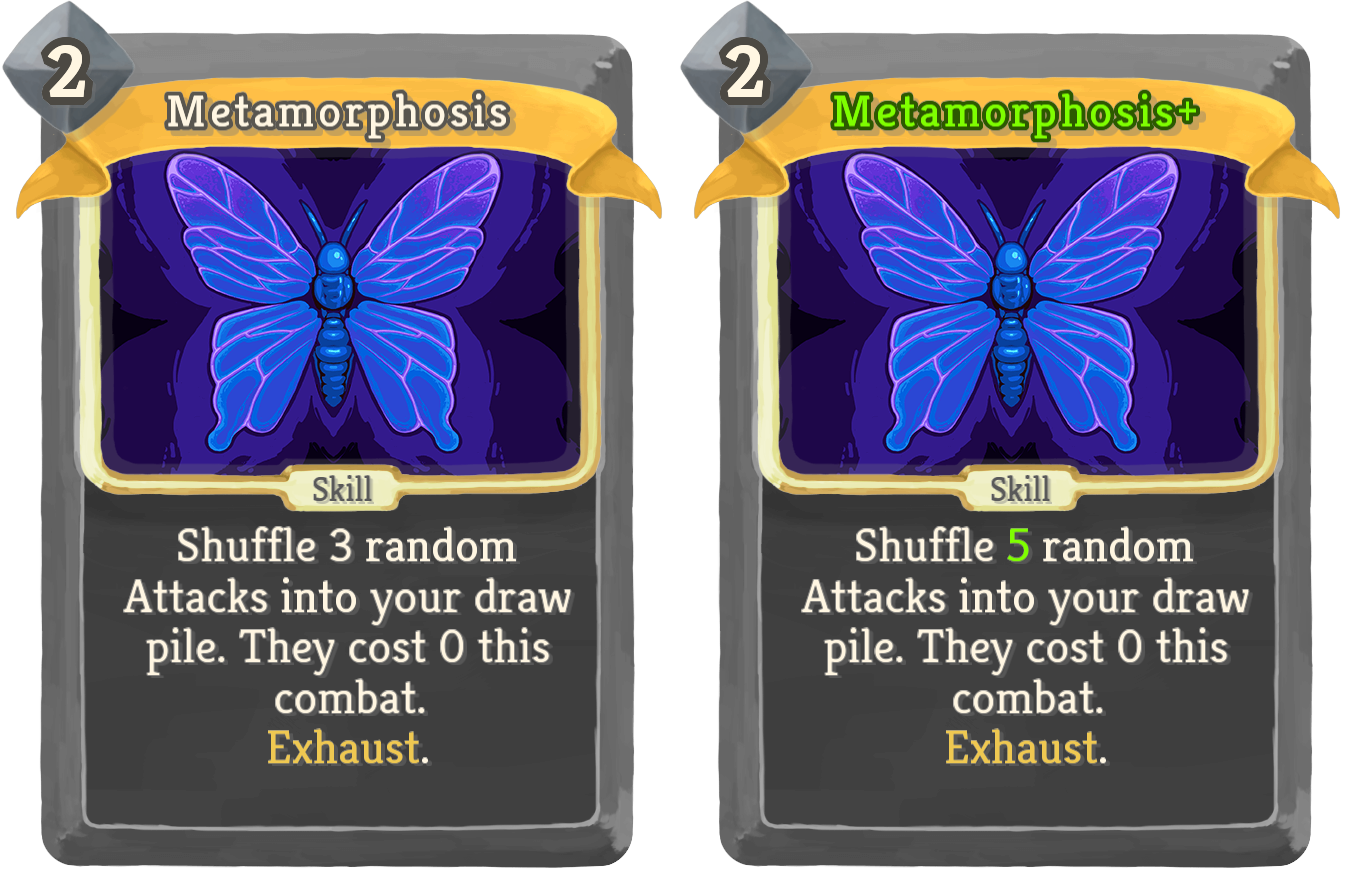 2
Metamorphosis
Skill
Shuffle 3 random
Attacks into your draw
pile. They cost 0 this
combat.
Exhaust.
2
Metamorphosis+
Skill
Shuffle 5 random
Attacks into your draw
pile. They cost 0 this
combat.
Exhaust.